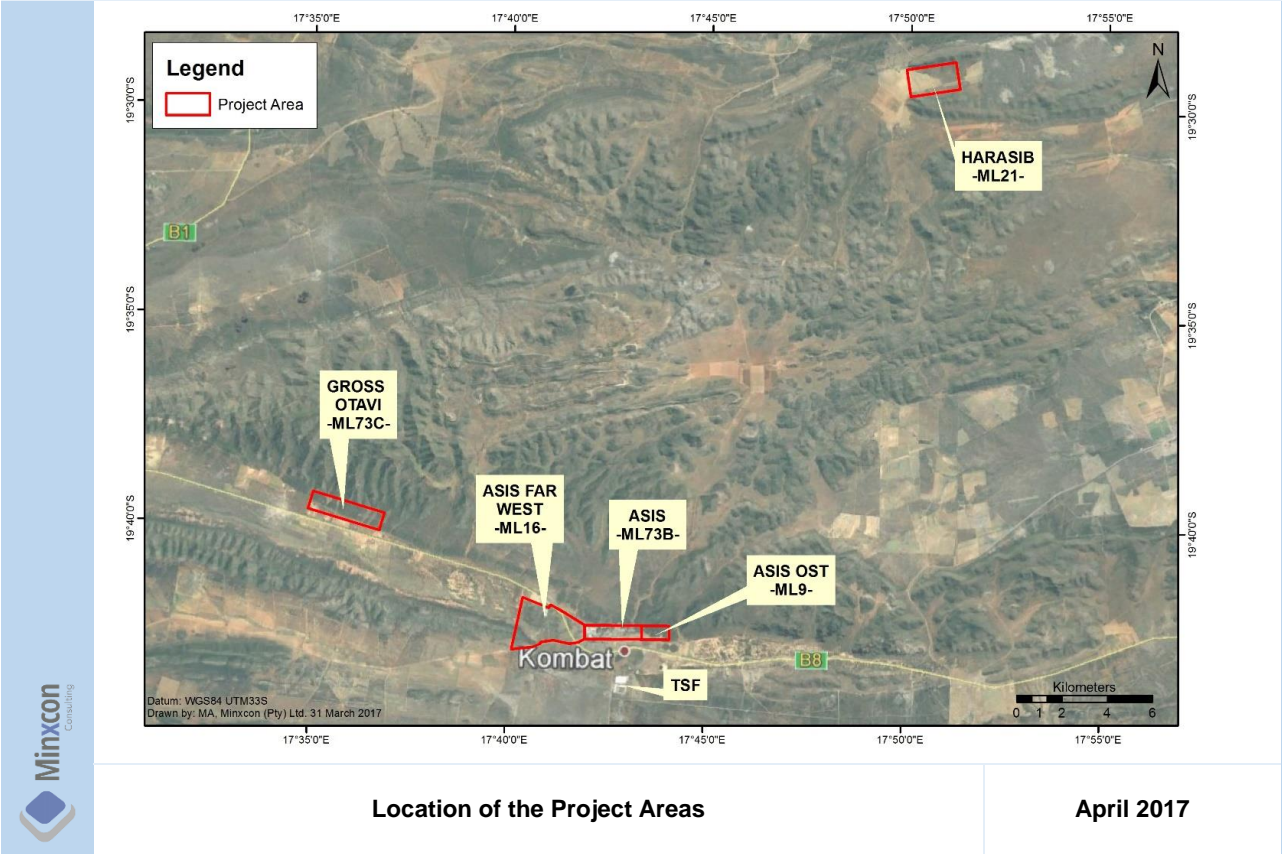 17°35'0"E
17°40'0"E
17°45'0"E
17°50'0"E
17°55'0"E
Legend
Project Area
N
19°30'0"S
19°30'0"S
HARASIB
-ML21-
B1
19°35'0"S
19°35'0"S
GROSS
OTAVI
-ML73C-
ASIS FAR
WEST
-ML16-
ASIS
-ML73B-
19°40'0"S
19°40'0"S
ASIS OST
-ML9-
Kombat
B8
TSF
Kilometers
0 1 2 4 6
Datum: WGS84 UTM33S
Drawn by: MA, Minxcon (Pty) Ltd. 31 March 2017
17°35'0"E
17°40'0"E
17°45'0"E
17°50'0"E
17°55'0"E
Minxcon
Consulting
Location of the Project Areas
April 2017